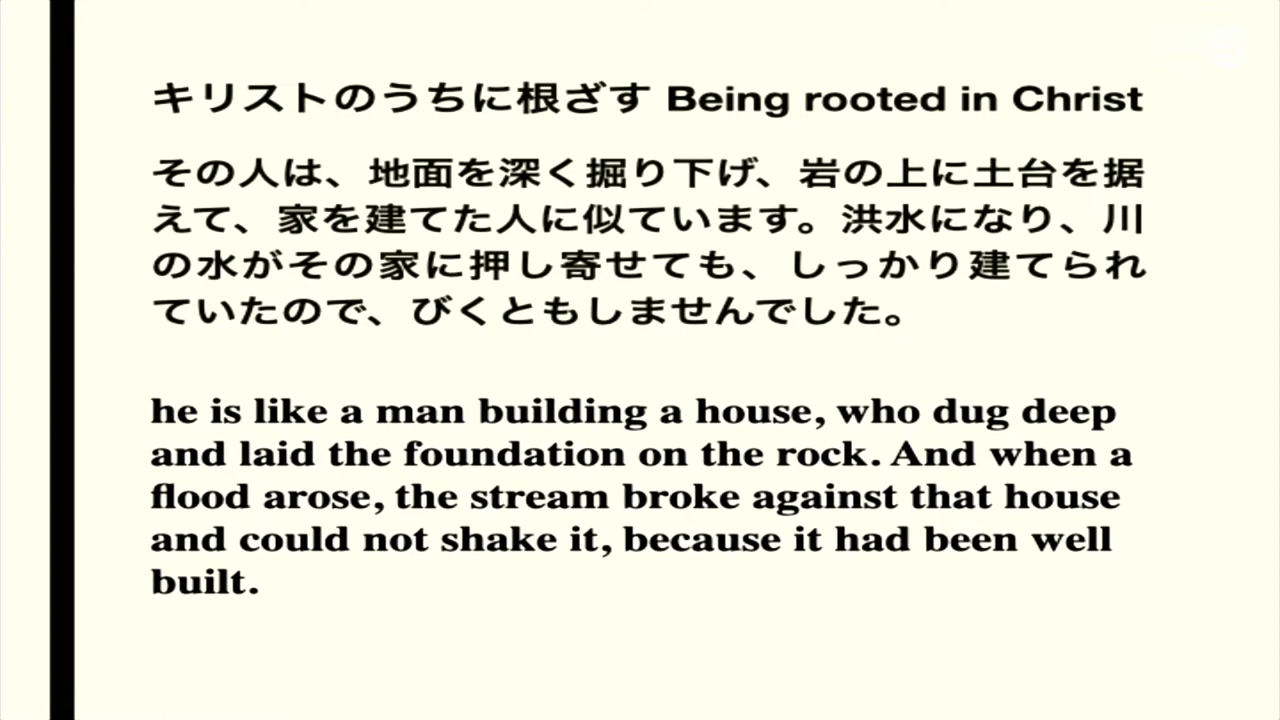 キリストのうちに根ざす Being rooted in Christ
その人は、地面を深く掘り下げ、岩の上に土台を据
えて、家を建てた人に似ています。洪水になり、川
の水がその家に押し寄せても、しっかり建てられ
ていたので、びくともしませんでした。
he is like a man building a house, who dug deep
and laid the foundation on the rock. And when a
flood arose, the stream broke against that house
and could not shake it, because it had been well
built.